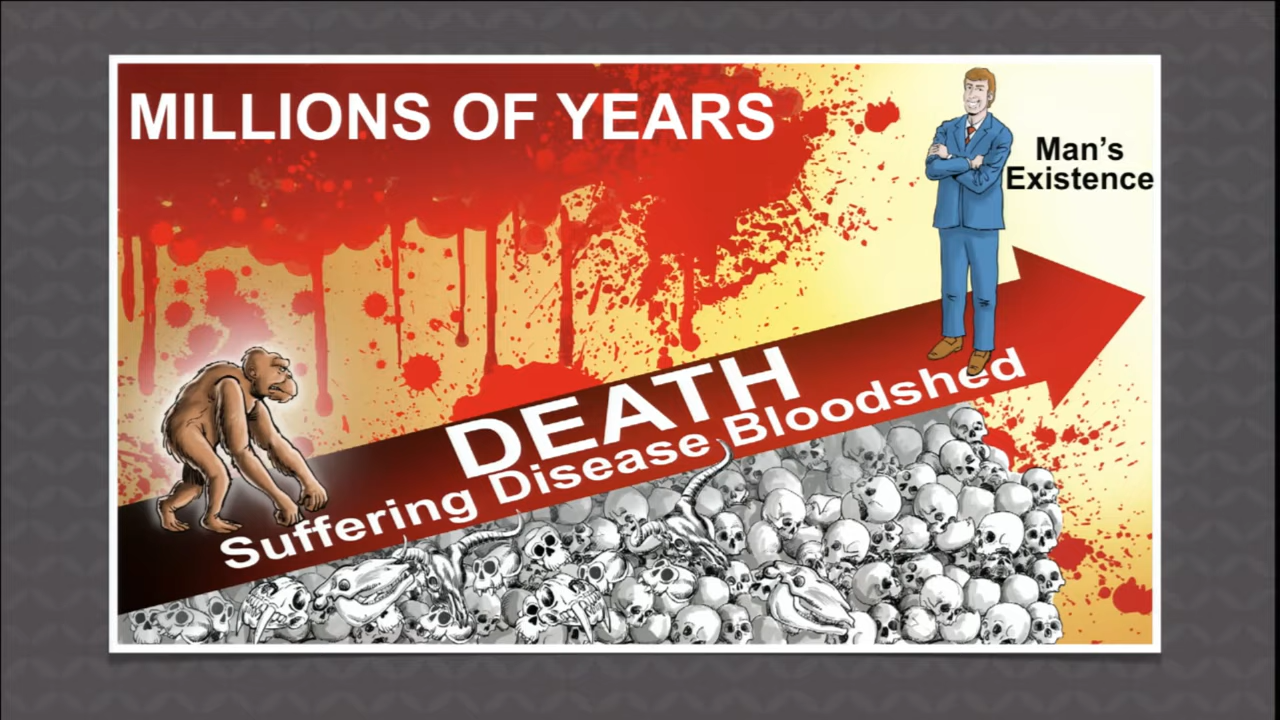 MILLIONS OF YEARS
Man's
Existence
DEATH
Suffering Disease Bloodshed